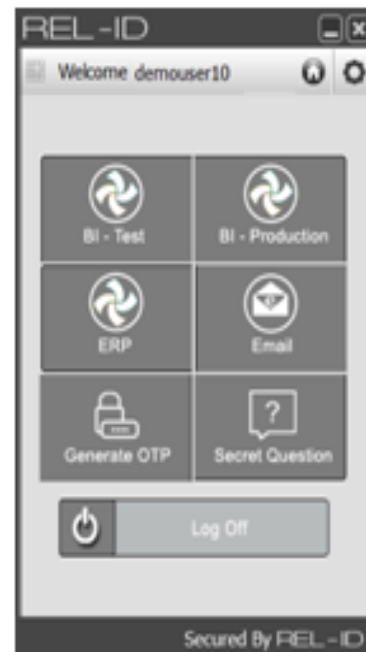 REL-ID
Welcome demouser10
BI - Test
BI - Production
ERP
Email
Generate OTP
Secret Question
?
Log Off
Secured By REL-ID